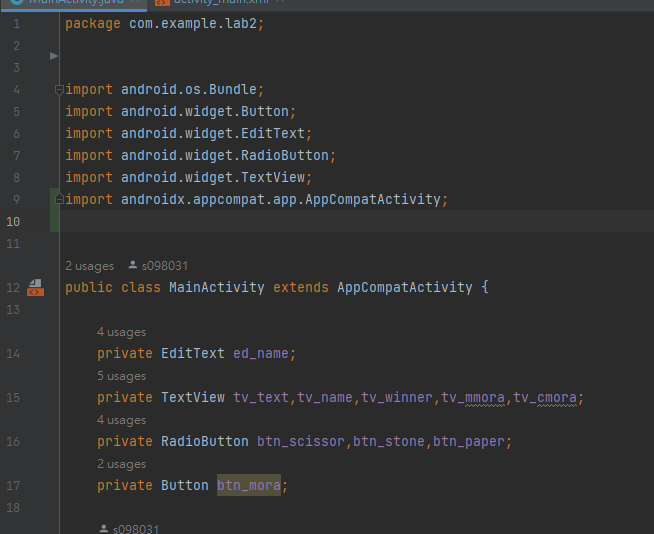 MainActivity.java activity_main.xml
1 package com.example.lab2;
2
3
4 import android.os.Bundle;
5 import android.widget.Button;
6 import android.widget.EditText;
7 import android.widget.RadioButton;
8 import android.widget.TextView;
9 import androidx.appcompat.app.AppCompatActivity;
10
11
2 usages s098031
12 public class MainActivity extends AppCompatActivity {
13
4 usages
14 private EditText ed_name;
5 usages
15 private TextView tv_text,tv_name,tv_winner,tv_mmora,tv_cmora;
4 usages
16 private RadioButton btn_scissor,btn_stone,btn_paper;
2 usages
17 private Button btn_mora;
18
s098031